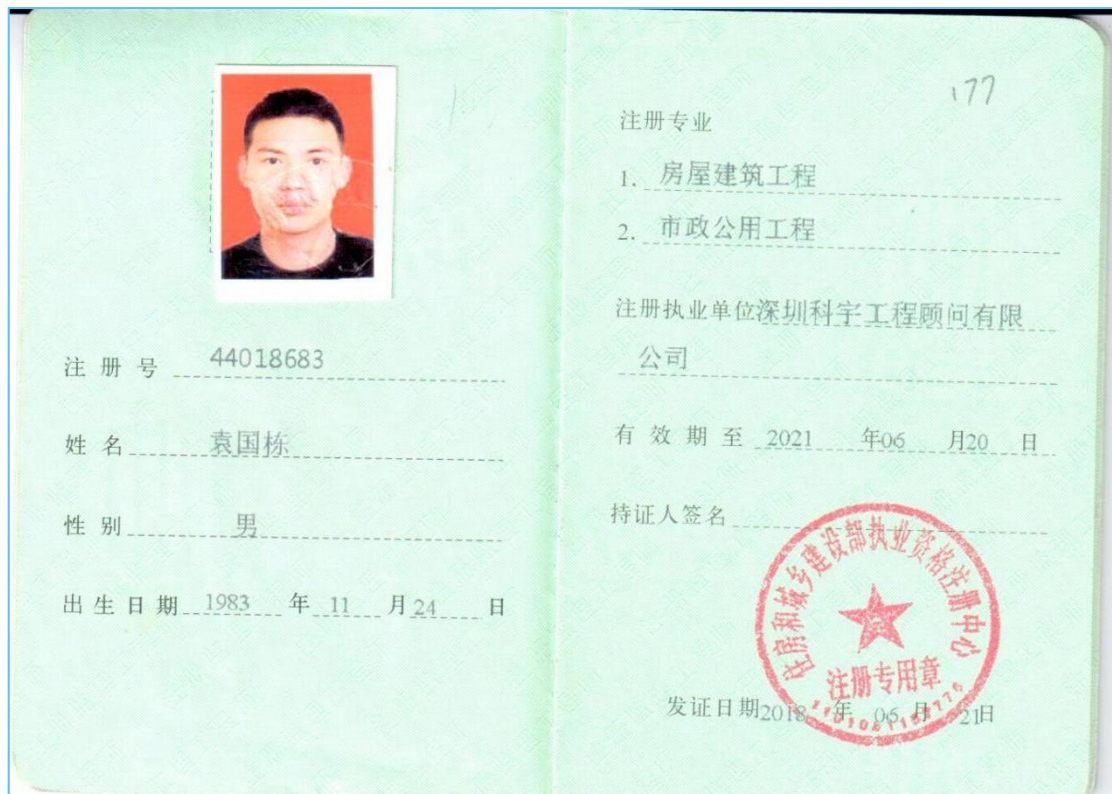 注册号 44018683
姓名 袁国栋
性别 男
出生日期 1983 年 11 月 24 日
177
注册专业
1. 房屋建筑工程
2. 市政公用工程
注册执业单位深圳科宇工程顾问有限
公司
有效期至 2021 年06 月20 日
持证人签名
住房和城乡建设部执业资格注册中心
注册专用章
发证日期2018 年 06 月 21日